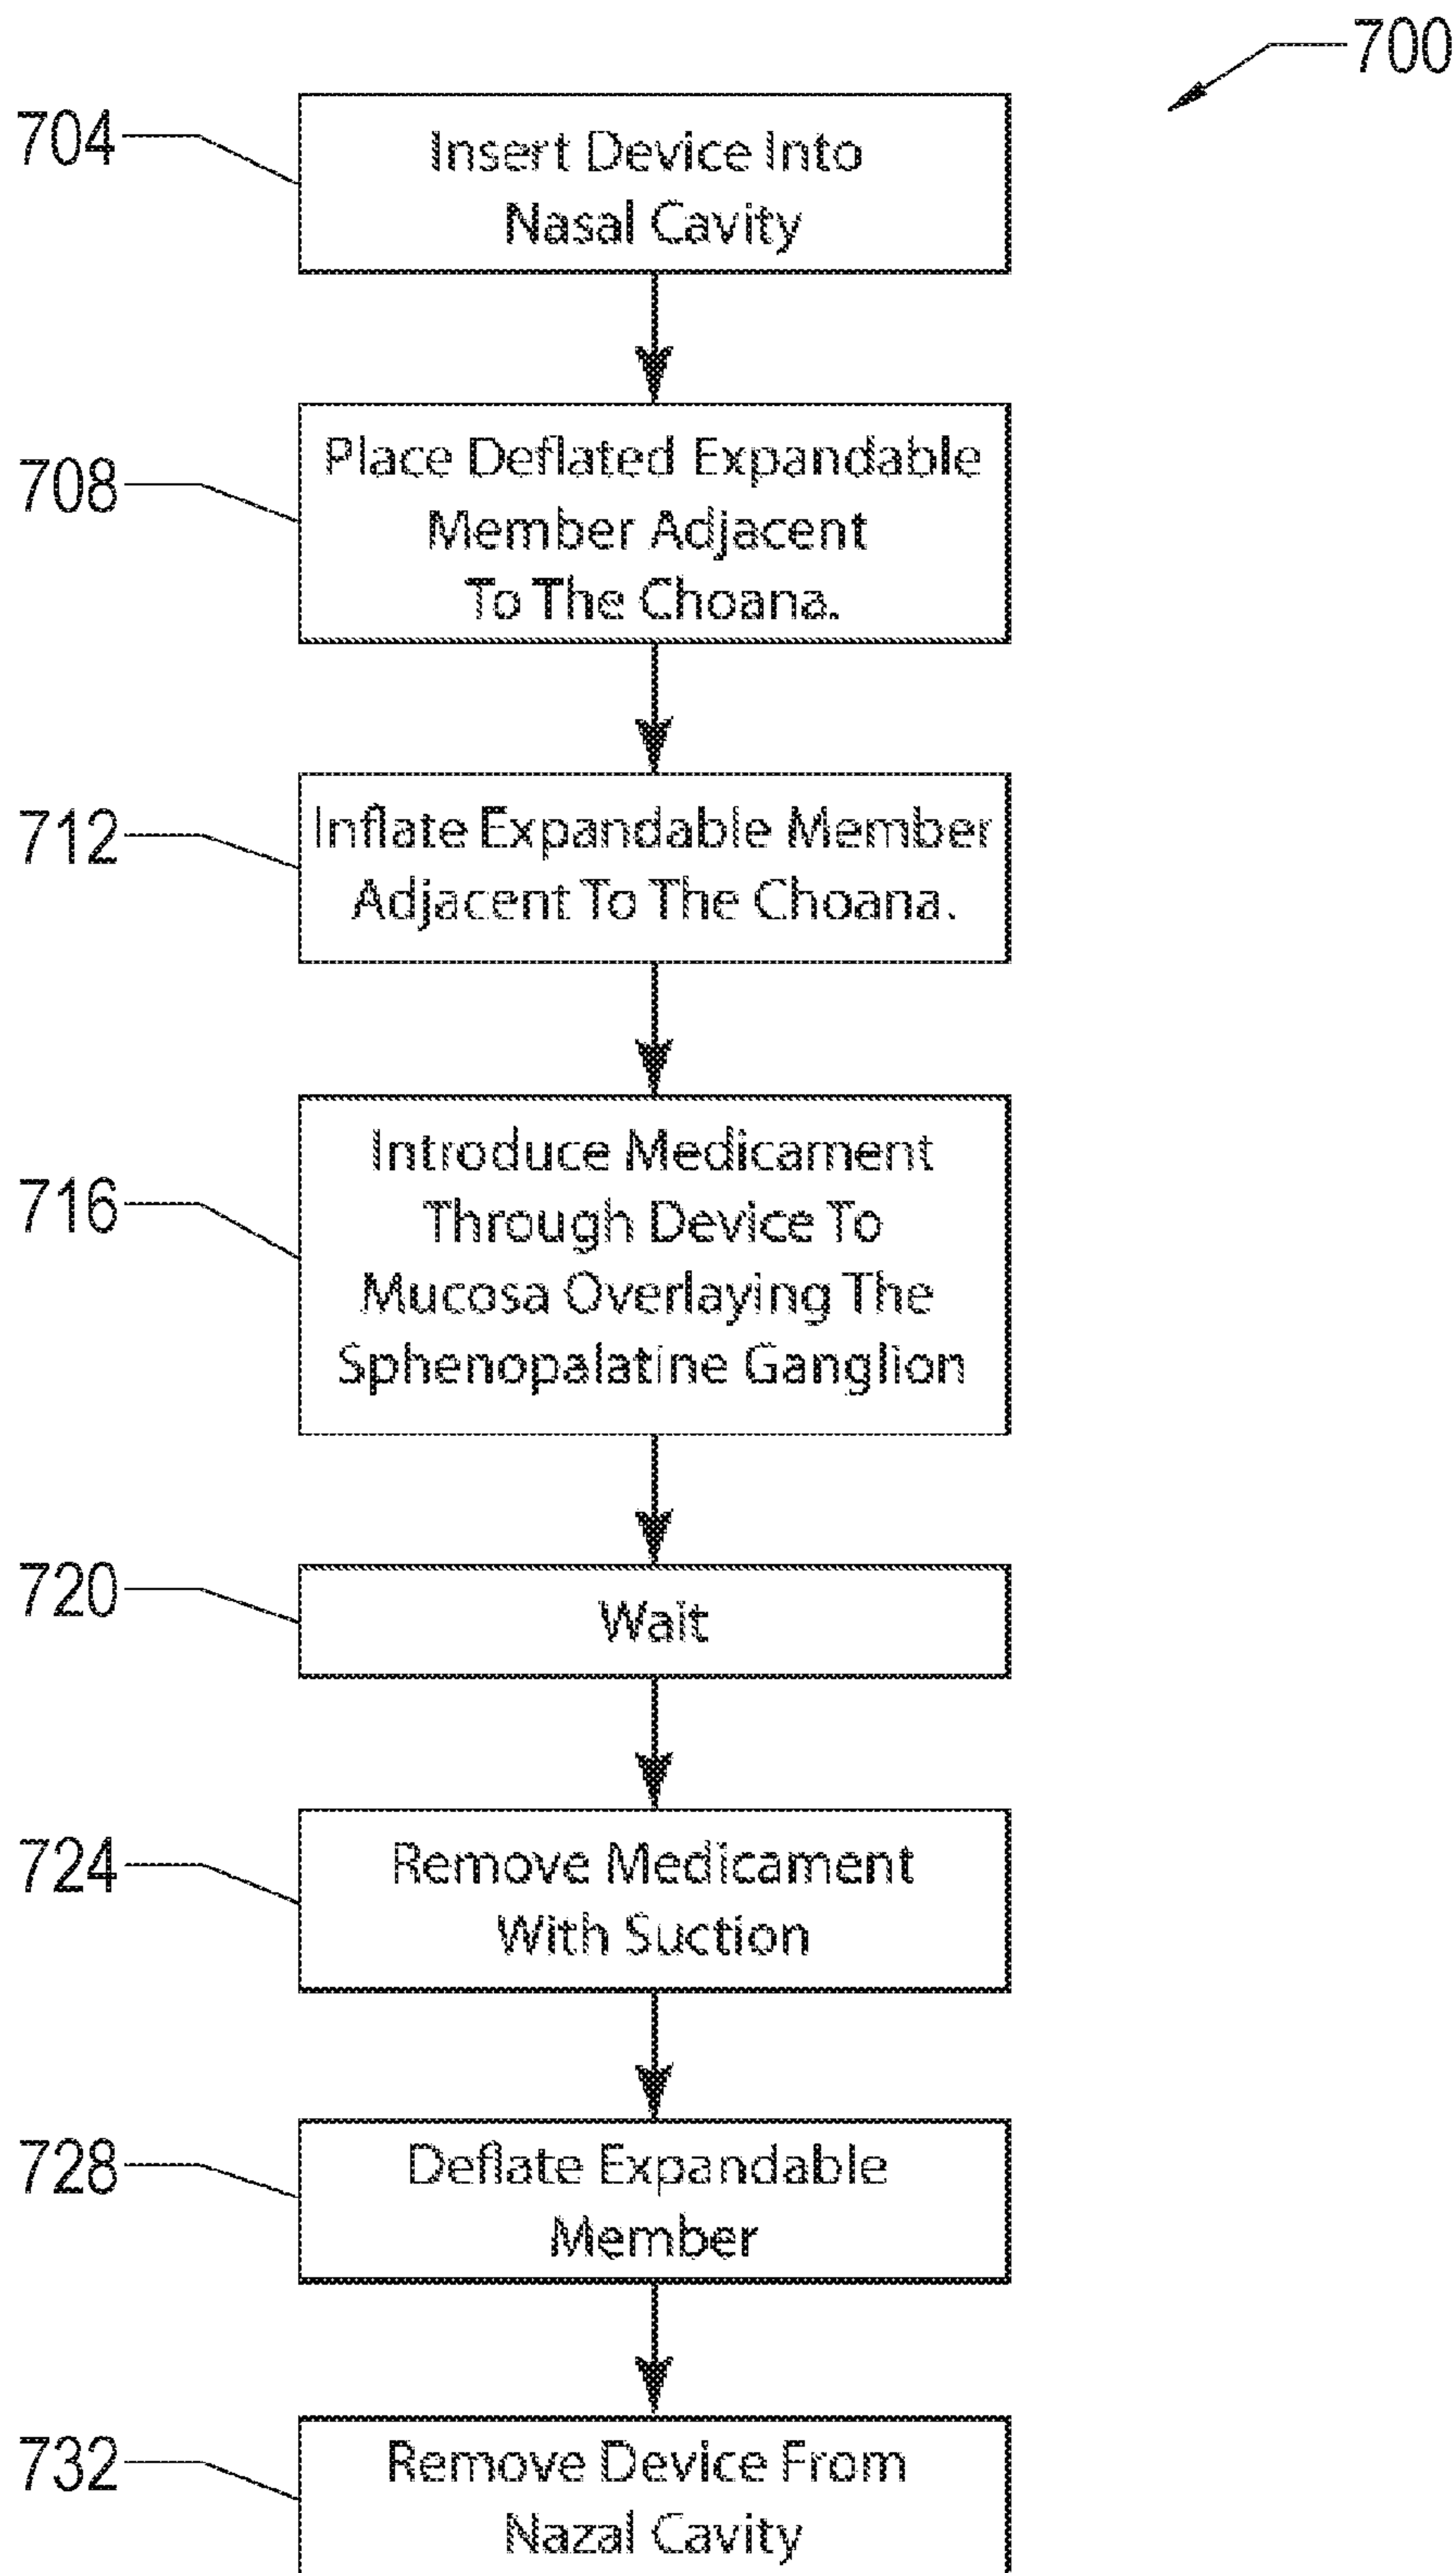 700
704
Insert Device Into
Nasal Cavity
708
Place Deflated Expandable
Member Adjacent
To The Choana.
712
Inflate Expandable Member
Adjacent To The Choana.
716
Introduce Medicament
Through Device To
Mucosa Overlaying The
Sphenopalatine Ganglion
720
Wait
724
Remove Medicament
With Suction
728
Deflate Expandable
Member
732
Remove Device From
Nazal Cavity